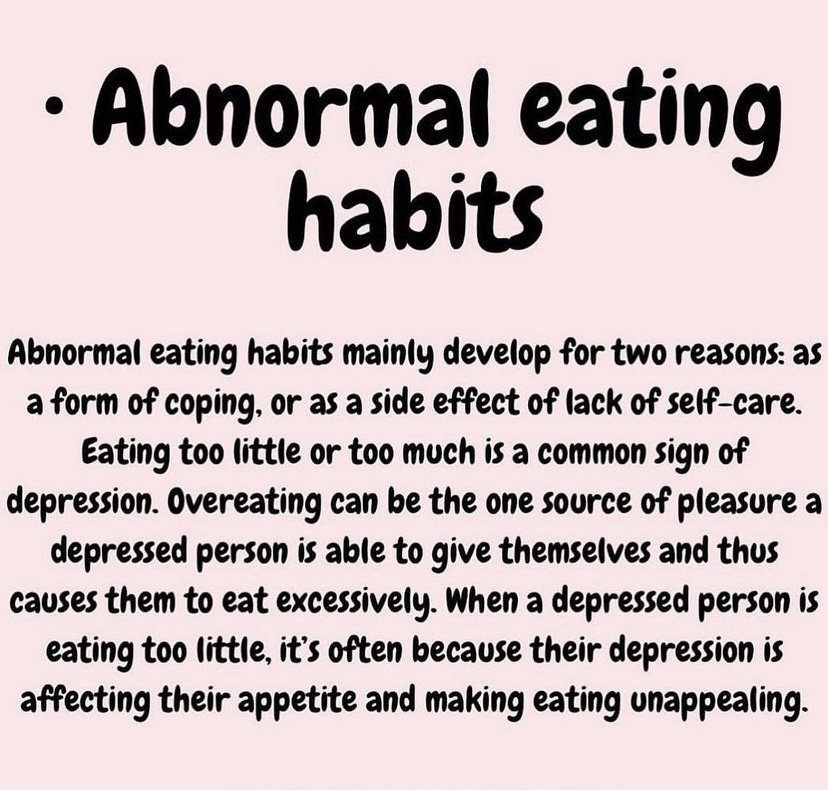 · Abnormal eating
habits
Abnormal eating habits mainly develop for two reasons: as
a form of coping, or as a side effect of lack of self-care.
Eating too little or too much is a common sign of
depression. Overeating can be the one source of pleasure a
depressed person is able to give themselves and thus
causes them to eat excessively. When a depressed person is
eating too little, it's often because their depression is
affecting their appetite and making eating unappealing.